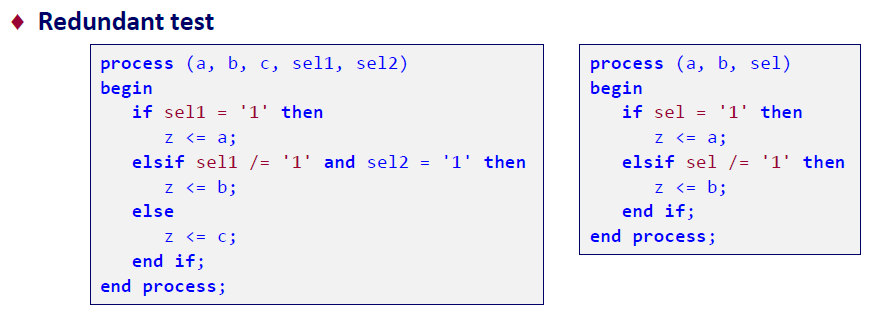 ♦ Redundant test
process (a, b, c, sel1, sel2)
begin
   if sel1 = '1' then
      z <= a;
   elsif sel1 /= '1' and sel2 = '1' then
      z <= b;
   else
      z <= c;
   end if;
end process;
process (a, b, sel)
begin
   if sel = '1' then
      z <= a;
   elsif sel /= '1' then
      z <= b;
   end if;
end process;